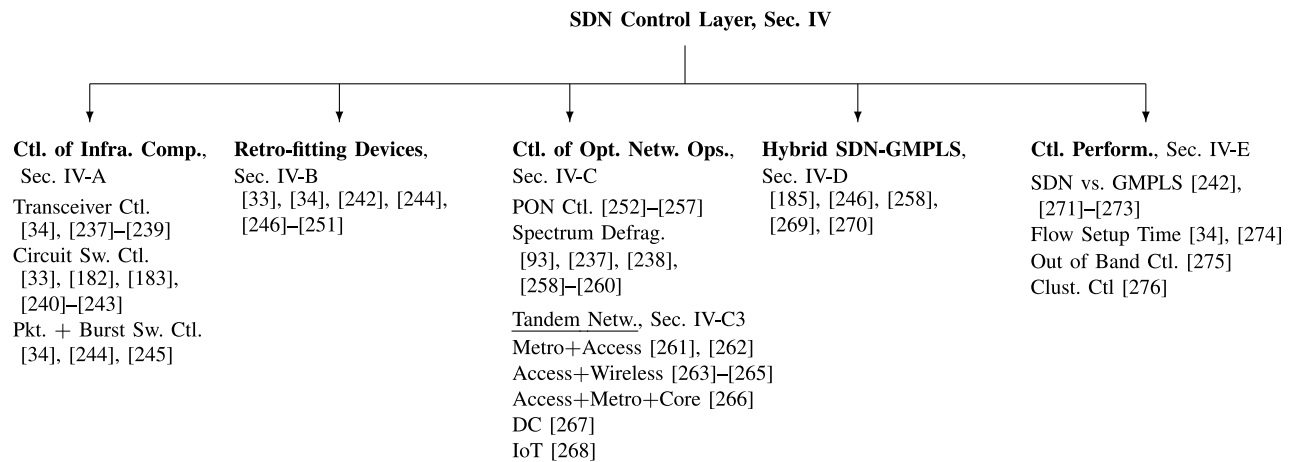 SDN Control Layer, Sec. IV
Ctl. of Infra. Comp.,
Sec. IV-A
Transceiver Ctl.
[34], [237]–[239]
Circuit Sw. Ctl.
[33], [182], [183],
[240]–[243]
Pkt. + Burst Sw. Ctl.
[34], [244], [245]
Retro-fitting Devices,
Sec. IV-B
[33], [34], [242], [244],
[246]–[251]
Ctl. of Opt. Netw. Ops.,
Sec. IV-C
PON Ctl. [252]–[257]
Spectrum Defrag.
[93], [237], [238],
[258]–[260]
Tandem Netw., Sec. IV-C3
Metro+Access [261], [262]
Access+Wireless [263]–[265]
Access+Metro+Core [266]
DC [267]
IoT [268]
Hybrid SDN-GMPLS,
Sec. IV-D
[185], [246], [258],
[269], [270]
Ctl. Perform., Sec. IV-E
SDN vs. GMPLS [242],
[271]–[273]
Flow Setup Time [34], [274]
Out of Band Ctl. [275]
Clust. Ctl [276]